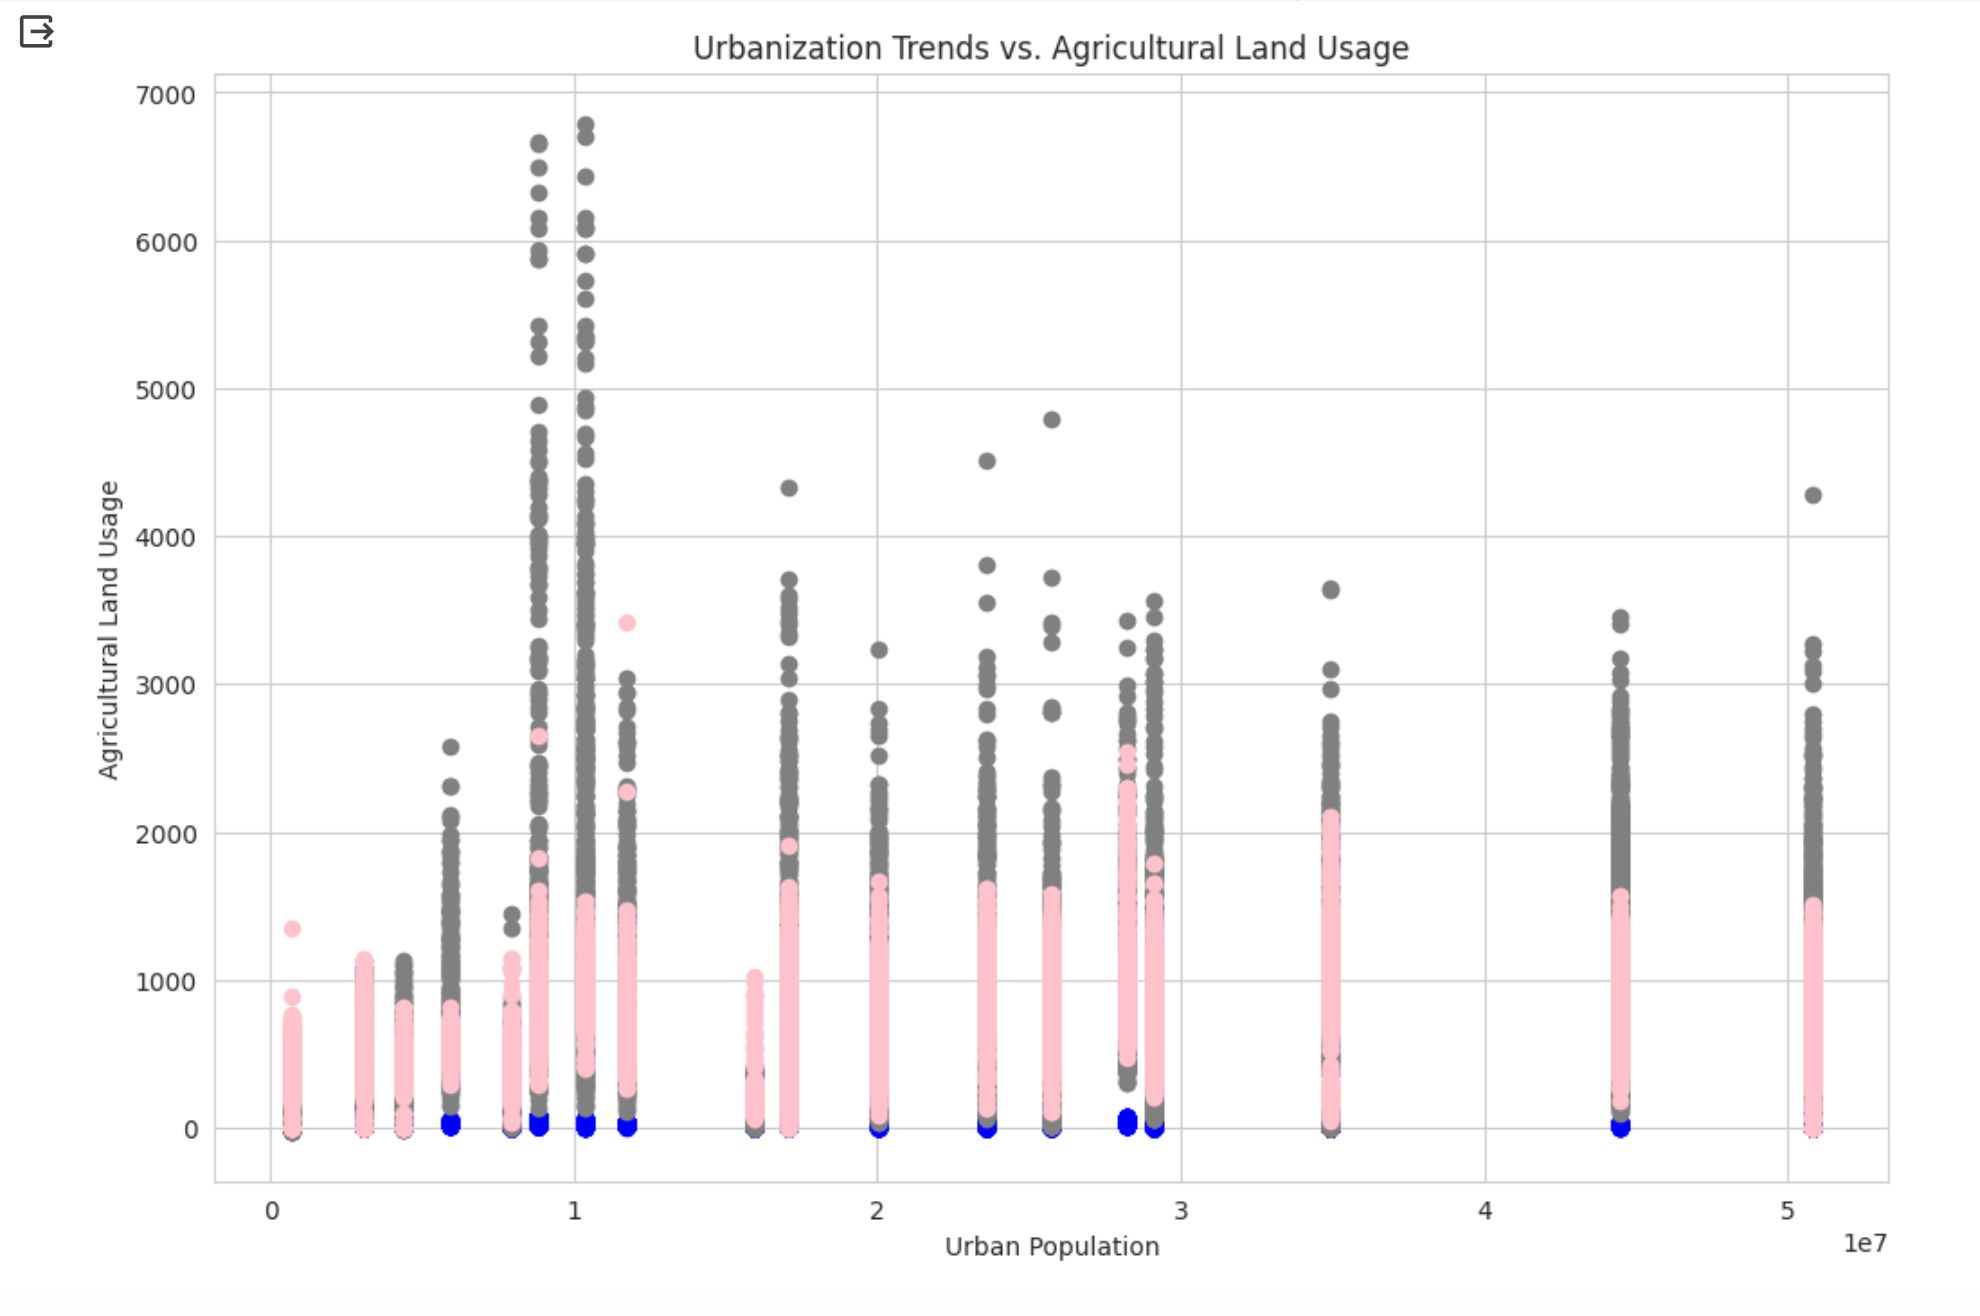 Urbanization Trends vs. Agricultural Land Usage
7000
6000
5000
4000
3000
2000
1000
0
Agricultural Land Usage
0 1 2 3 4 5
1e7
Urban Population